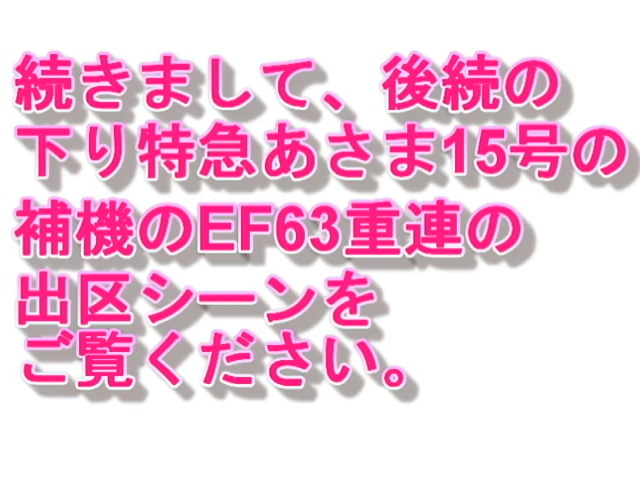 続きまして、後続の
下り特急あさま15号の
補機のEF63重連の
出区シーンを
ご覧ください。